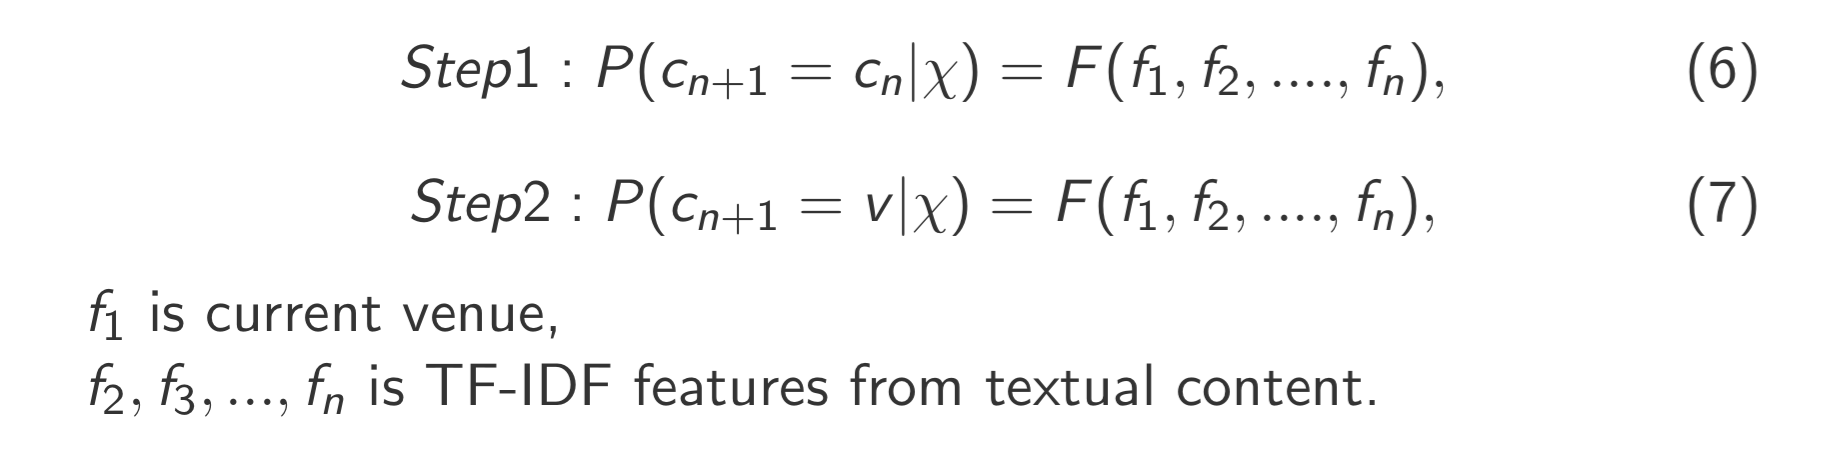 Step1 : P(c_{n+1} = c_n|χ) = F(f_1, f_2, ...., f_n), (6)
Step2 : P(c_{n+1} = v|χ) = F(f_1, f_2, ...., f_n), (7)
f_1 is current venue,
f_2, f_3, ..., f_n is TF-IDF features from textual content.